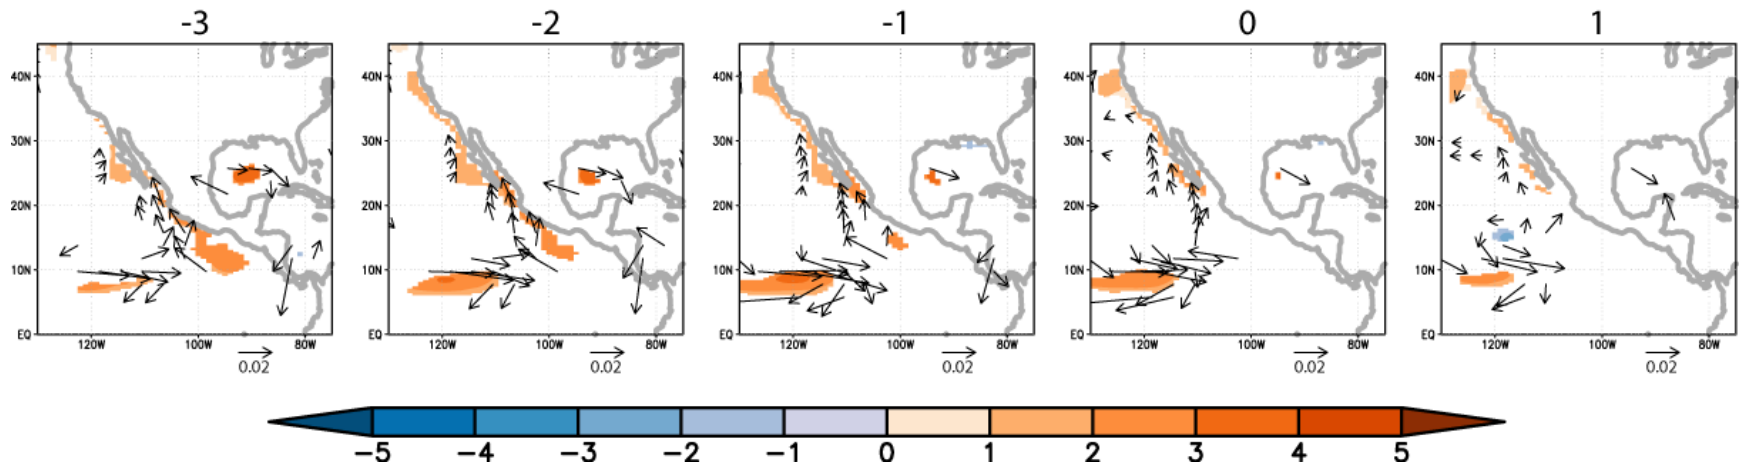 -3 -2 -1 0 1
40N 40N 40N 40N 40N
30N 30N 30N 30N 30N
20N 20N 20N 20N 20N
10N 10N 10N 10N 10N
EQ EQ EQ EQ EQ
120W 100W 80W 120W 100W 80W 120W 100W 80W 120W 100W 80W 120W 100W 80W
0.02 0.02 0.02 0.02 0.02
-5 -4 -3 -2 -1 0 1 2 3 4 5